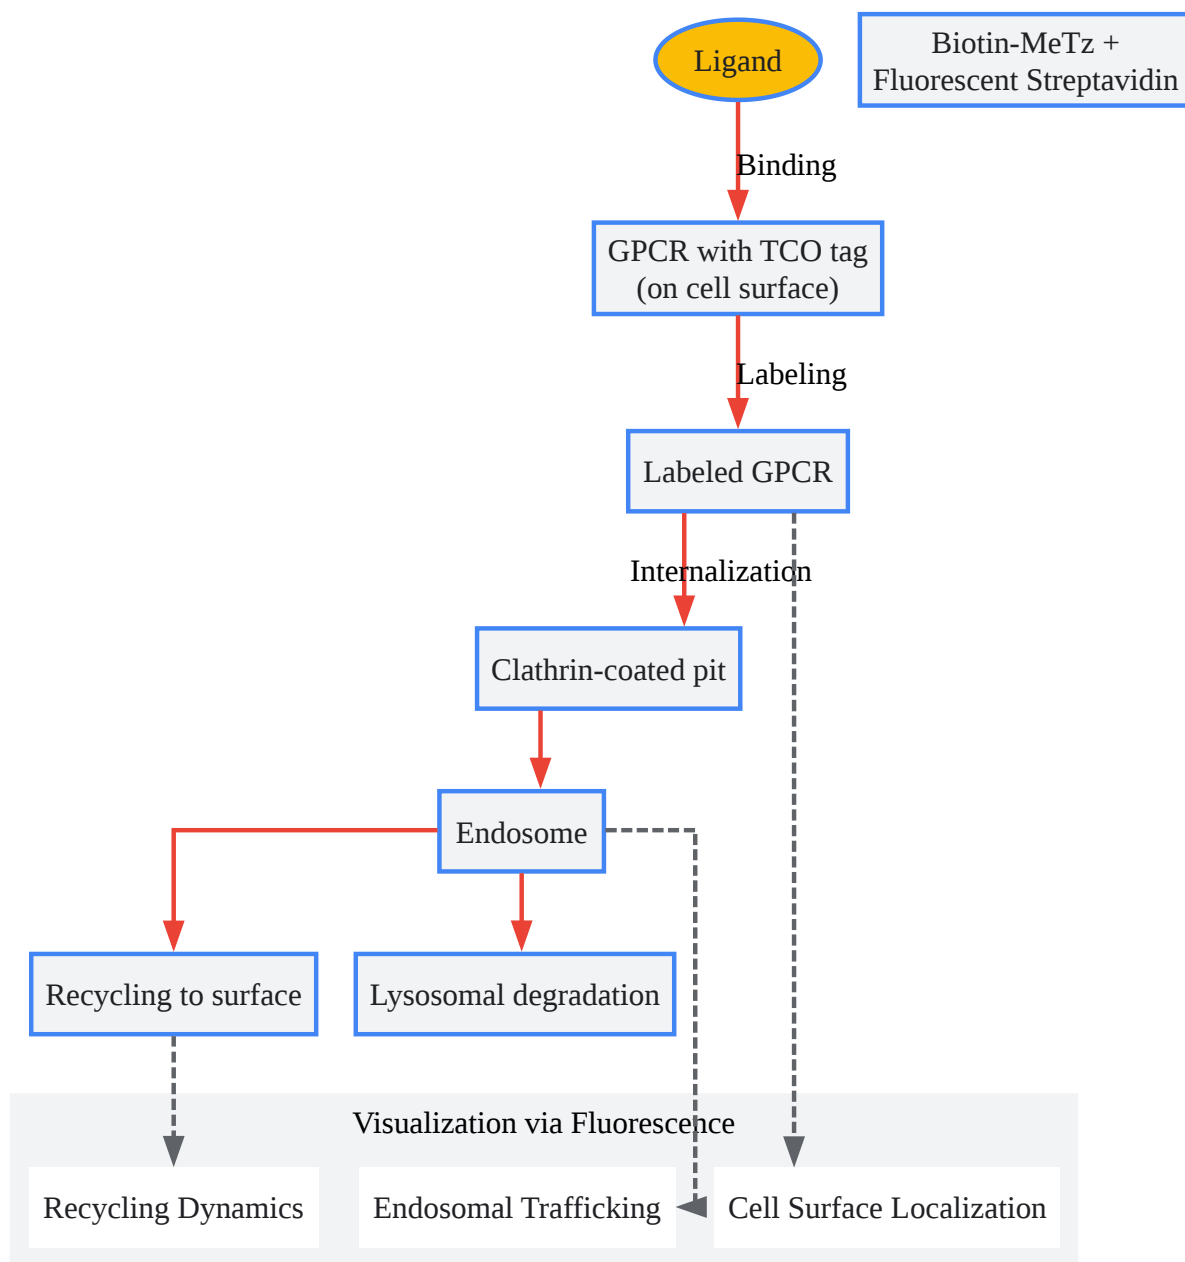 Ligand
Biotin-MeTz +
Fluorescent Streptavidin
Binding
GPCR with TCO tag
(on cell surface)
Labeling
Labeled GPCR
Internalization
Clathrin-coated pit
Endosome
Recycling to surface
Lysosomal degradation
Visualization via Fluorescence
Recycling Dynamics
Endosomal Trafficking
Cell Surface Localization